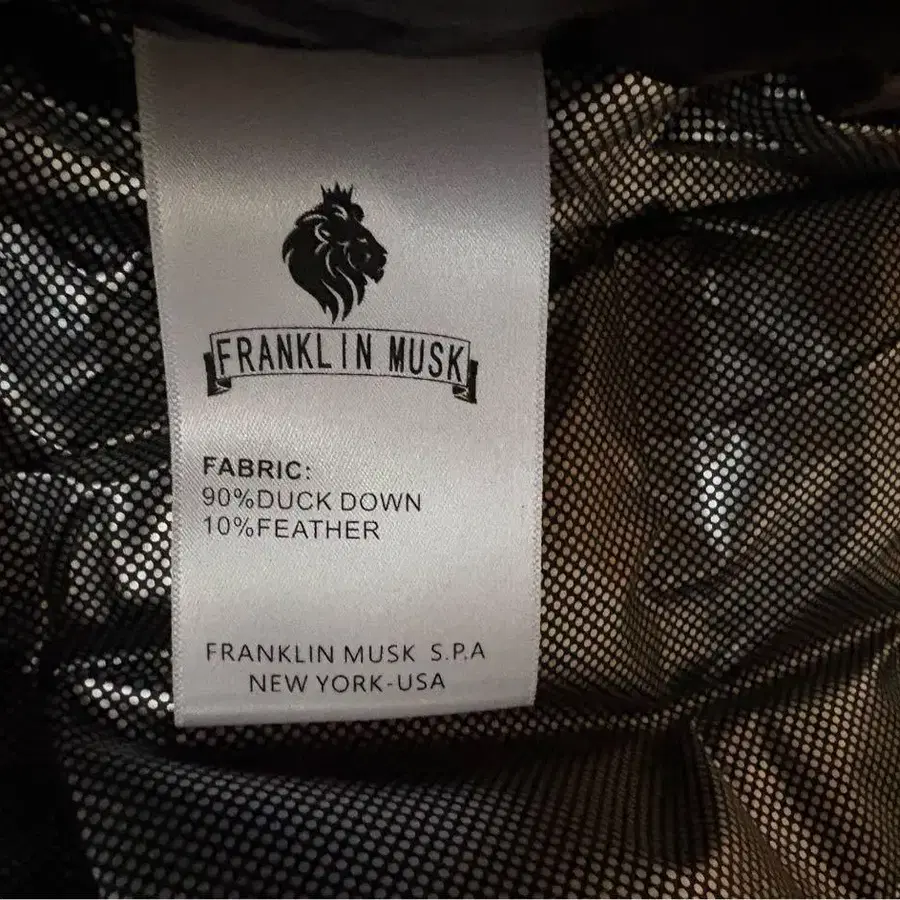 FRANKLIN MUSK
FABRIC:
90%DUCK DOWN
10%FEATHER
FRANKLIN MUSK S.P.A
NEW YORK-USA